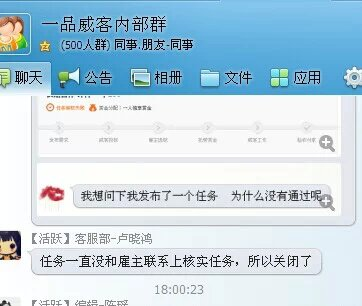 一品威客内部群
(500人群) 同事.朋友-同事
聊天 公告 相册 文件 应用
我想问下我发布了一个任务 为什么没有通过呢
【活跃】客服部-卢晓鸿
任务一直没和雇主联系上核实任务，所以关闭了
18:00:23